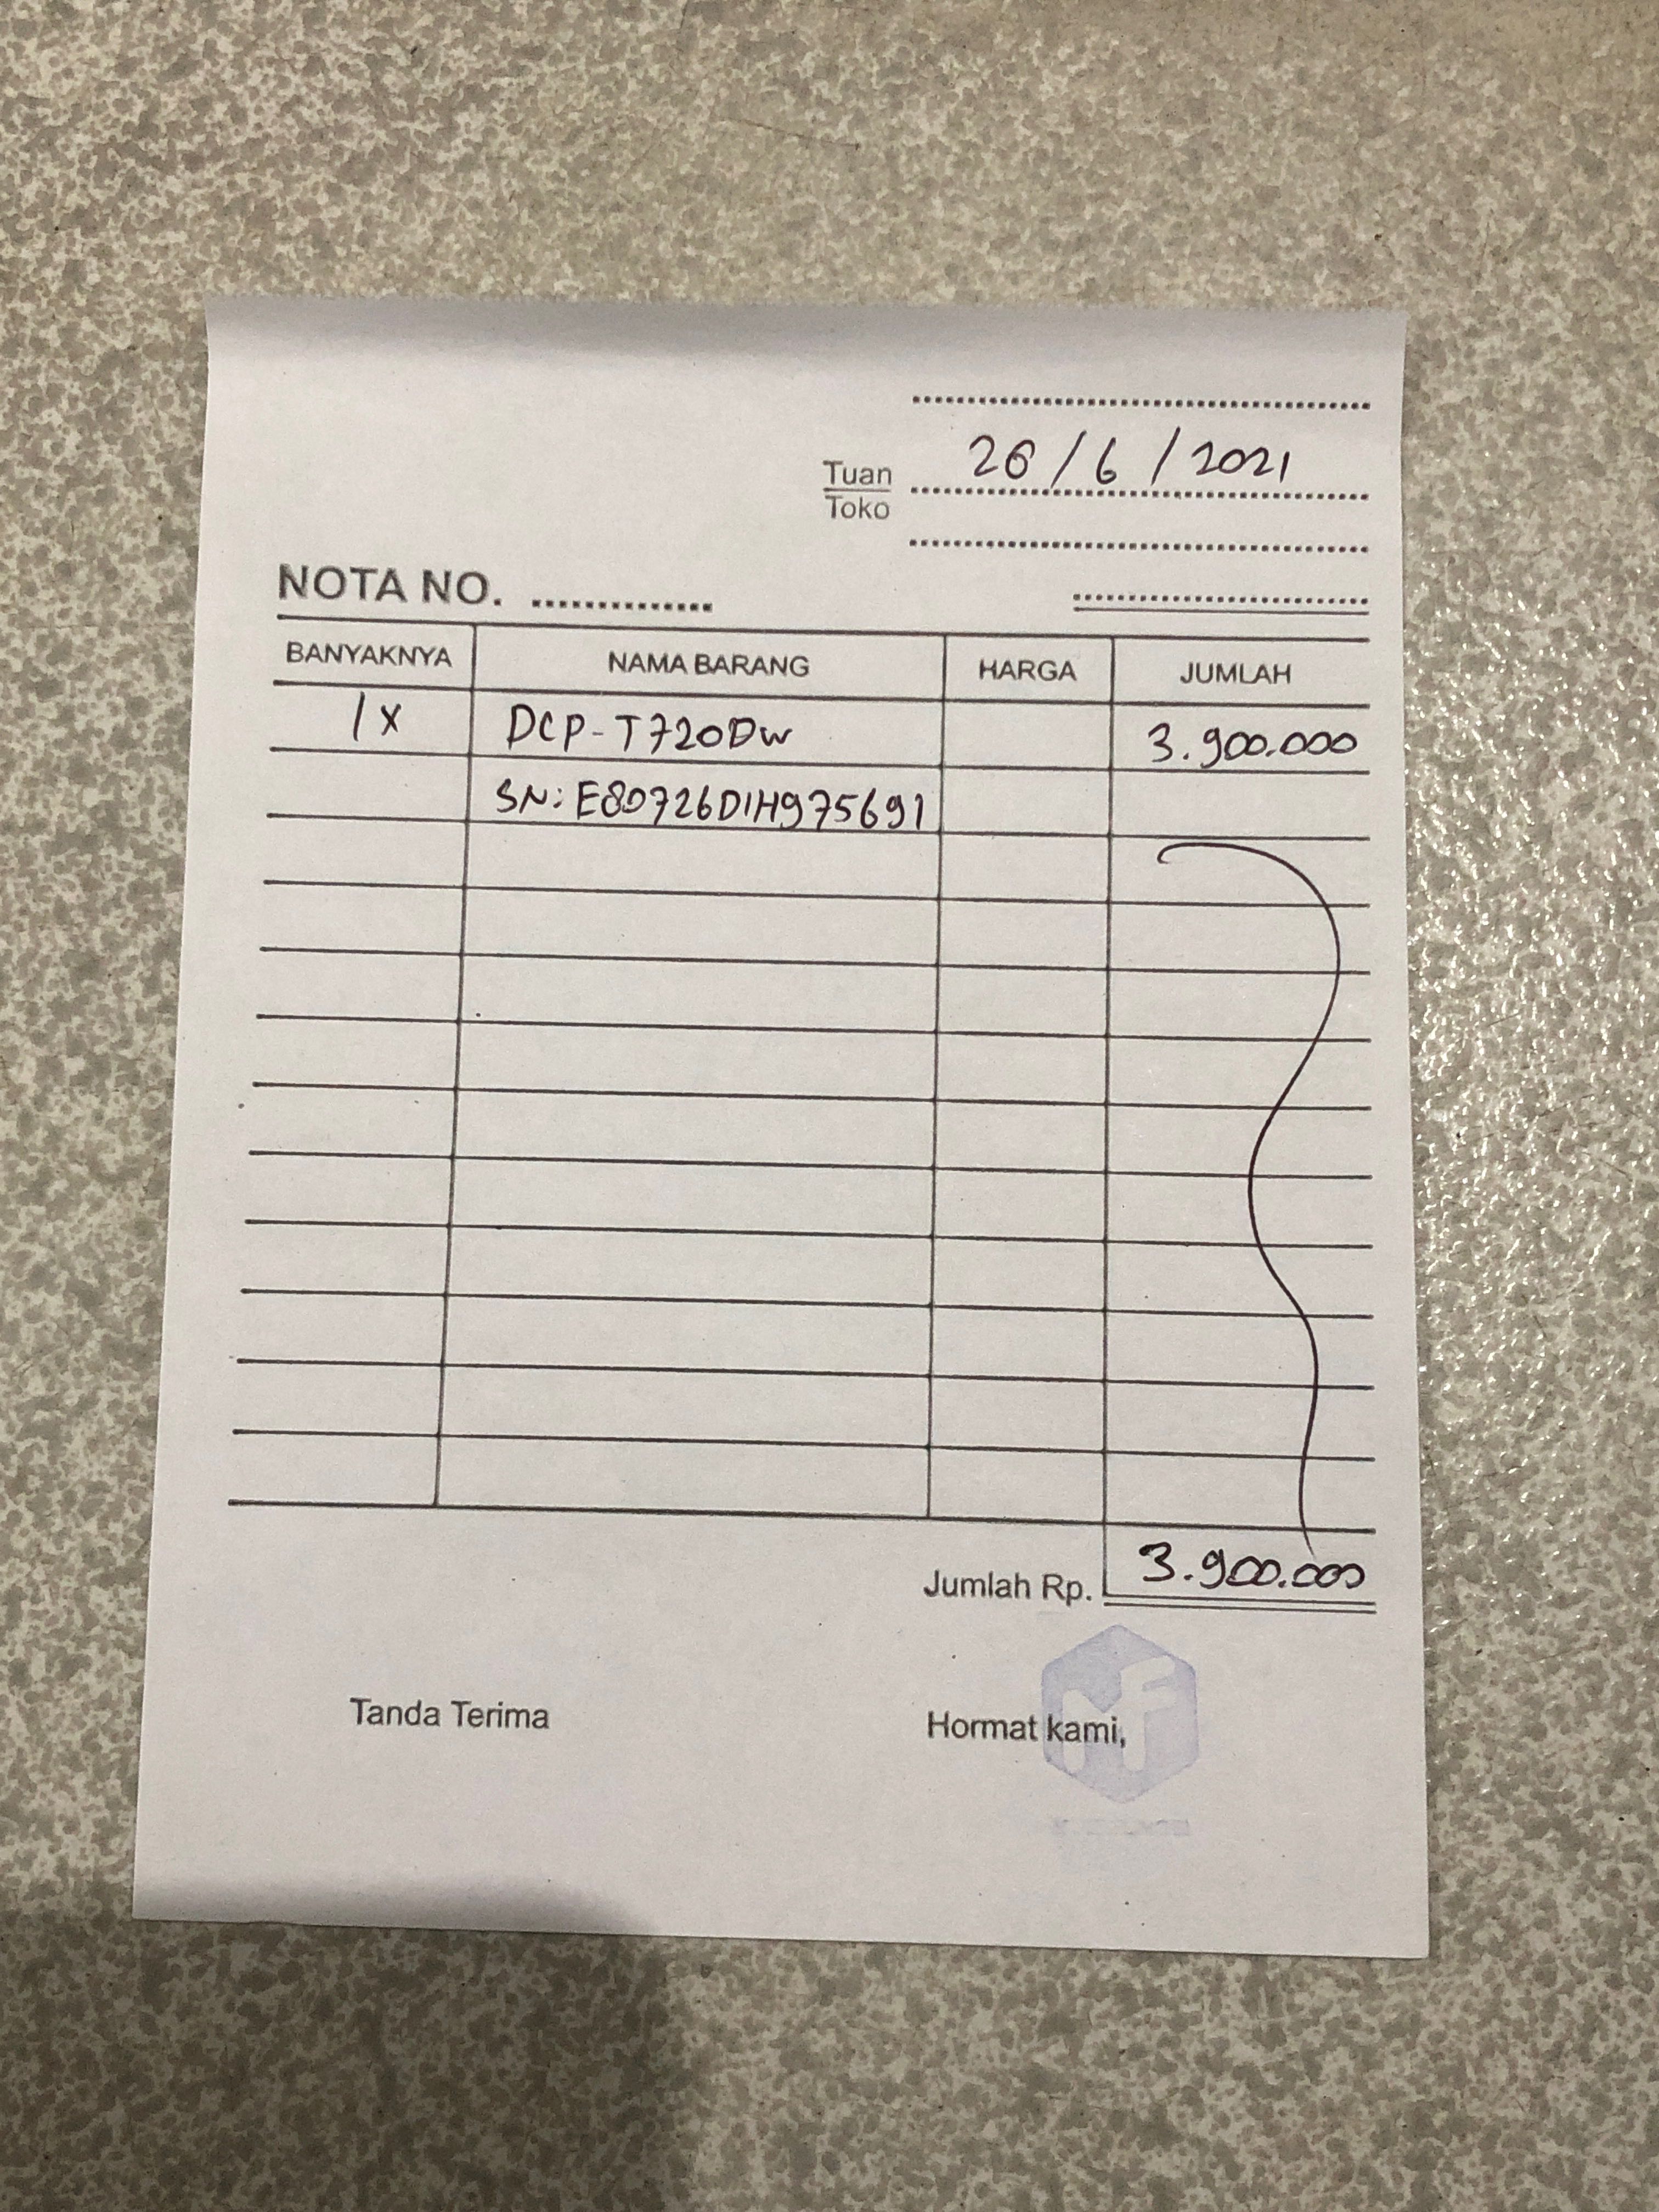 26/6/2021
Tuan
Toko
NOTA NO.
BANYAKNYA NAMA BARANG HARGA JUMLAH
1x DCP-T720DW 3.900.000
SN: E80726D1H975691
Jumlah Rp. 3.900.000
Tanda Terima Hormat kami,